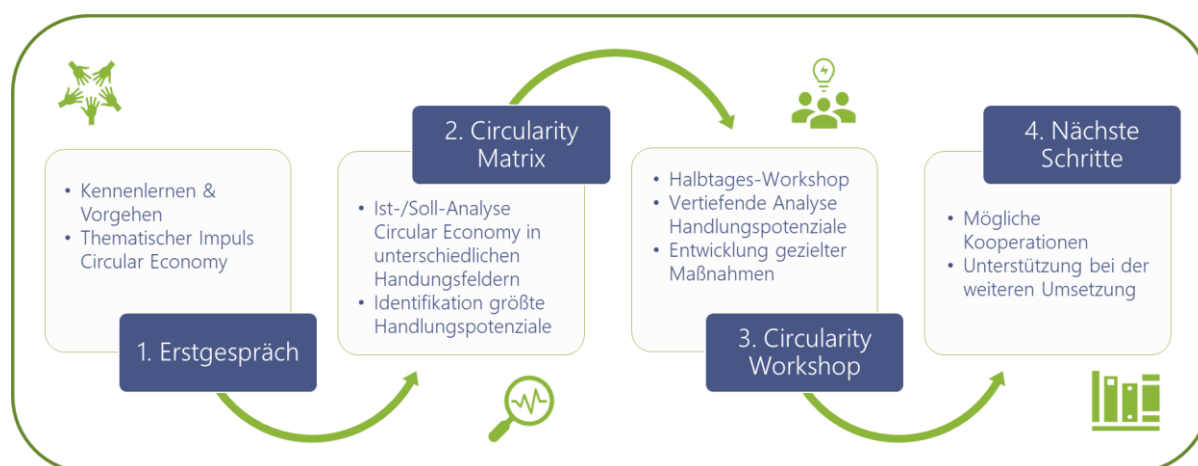 • Kennenlernen &
Vorgehen
• Thematischer Impuls
Circular Economy
1. Erstgespräch
2. Circularity
Matrix
• Ist-/Soll-Analyse
Circular Economy in
unterschiedlichen
Handungsfeldern
• Identifikation größte
Handlungspotenziale
• Halbtages-Workshop
• Vertiefende Analyse
Handlungspotenziale
• Entwicklung gezielter
Maßnahmen
3. Circularity
Workshop
4. Nächste
Schritte
• Mögliche
Kooperationen
• Unterstützung bei der
weiteren Umsetzung